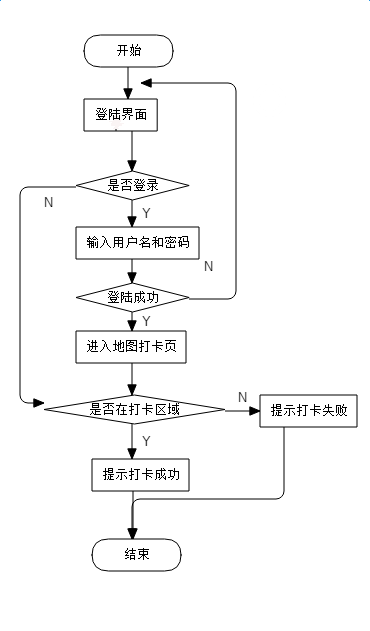 开始
登陆界面
是否登录
N
Y
输入用户名和密码
N
登陆成功
Y
进入地图打卡页
是否在打卡区域
N
提示打卡失败
Y
提示打卡成功
结束